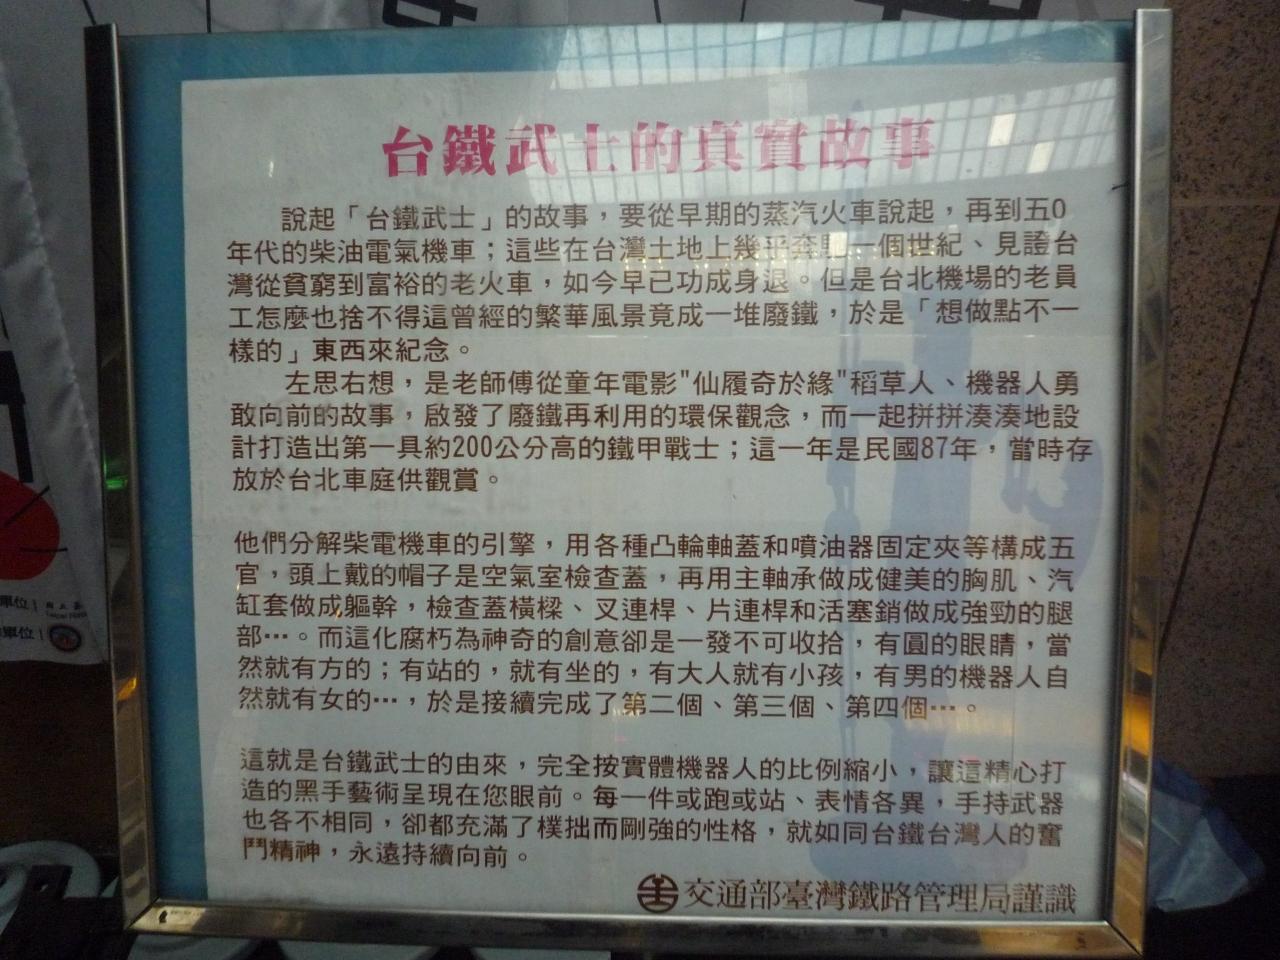 台鐵武士的真實故事
說起「台鐵武士」的故事，要從早期的蒸汽火車說起，再到五0
年代的柴油電氣機車；這些在台灣土地上幾乎奔馳一個世紀、見證台
灣從貧窮到富裕的老火車，如今早已功成身退。但是台北機場的老員
工怎麼也捨不得這曾經的繁華風景竟成一堆廢鐵，於是「想做點不一
樣的」東西來紀念。
左思右想，是老師傅從童年電影"仙履奇於緣"稻草人、機器人勇
敢向前的故事，啟發了廢鐵再利用的環保觀念，而一起拼拼湊湊地設
計打造出第一具約200公分高的鐵甲戰士；這一年是民國87年，當時存
放於台北車庭供觀賞。
他們分解柴電機車的引擎，用各種凸輪軸蓋和噴油器固定夾等構成五
官，頭上戴的帽子是空氣室檢查蓋，再用主軸承做成健美的胸肌、汽
缸套做成軀幹，檢查蓋橫樑、叉連桿、片連桿和活塞銷做成強勁的腿
部…。而這化腐朽為神奇的創意卻是一發不可收拾，有圓的眼睛，當
然就有方的；有站的，就有坐的，有大人就有小孩，有男的機器人自
然就有女的…，於是接續完成了第二個、第三個、第四個…。
這就是台鐵武士的由來，完全按實體機器人的比例縮小，讓這精心打
造的黑手藝術呈現在您眼前。每一件或跑或站、表情各異，手持武器
也各不相同，卻都充滿了樸拙而剛強的性格，就如同台鐵台灣人的奮
鬥精神，永遠持續向前。
交通部臺灣鐵路管理局謹識
單位